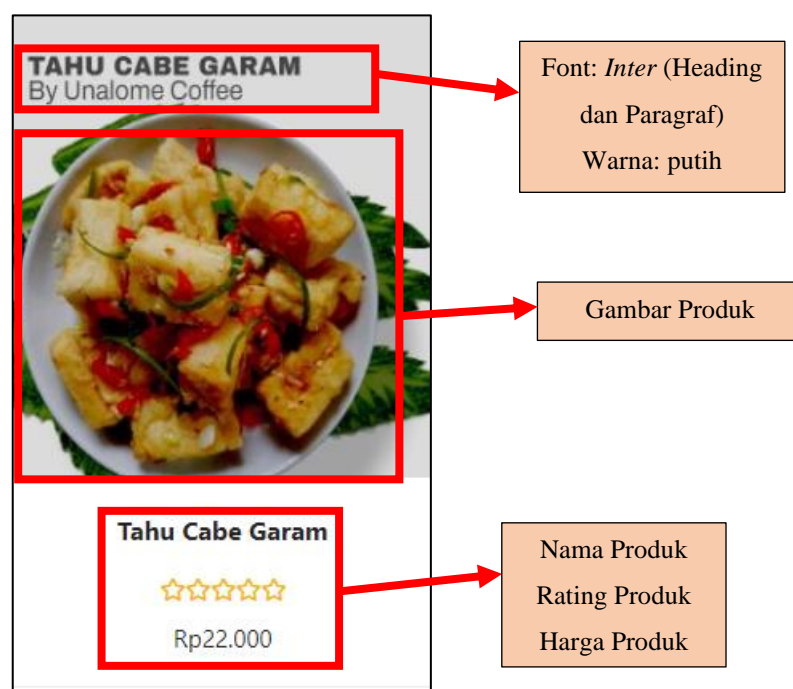 TAHU CABE GARAM
By Unalome Coffee
Font: Inter (Heading
dan Paragraf)
Warna: putih
Gambar Produk
Tahu Cabe Garam
Rp22.000
Nama Produk
Rating Produk
Harga Produk